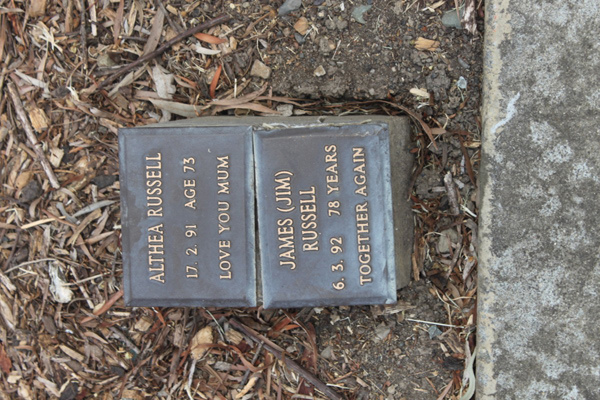 ALTHEA RUSSELL
17. 2. 91 AGE 73
LOVE YOU MUM
JAMES (JIM)
RUSSELL
6. 3. 92 78 YEARS
TOGETHER AGAIN